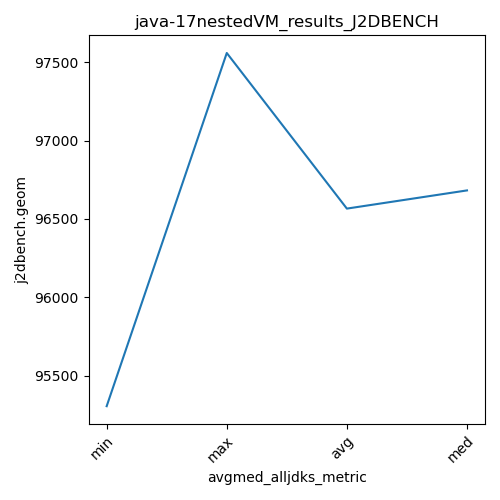 java-17nestedVM_results_J2DBENCH
97500
97000
96500
96000
95500
j2dbench.geom
min
max
avg
med
avgmed_alljdks_metric